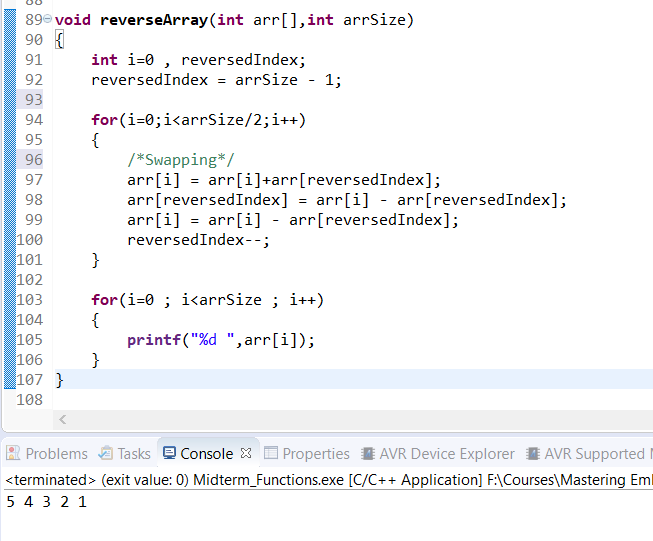 88
89 void reverseArray(int arr[],int arrSize)
90 {
91     int i=0 , reversedIndex;
92     reversedIndex = arrSize - 1;
93
94     for(i=0;i<arrSize/2;i++)
95     {
96         /*Swapping*/
97         arr[i] = arr[i]+arr[reversedIndex];
98         arr[reversedIndex] = arr[i] - arr[reversedIndex];
99         arr[i] = arr[i] - arr[reversedIndex];
100         reversedIndex--;
101     }
102
103     for(i=0 ; i<arrSize ; i++)
104     {
105         printf("%d ",arr[i]);
106     }
107 }
108
Problems Tasks Console Properties AVR Device Explorer AVR Supported
<terminated> (exit value: 0) Midterm_Functions.exe [C/C++ Application] F:\Courses\Mastering Em
5 4 3 2 1